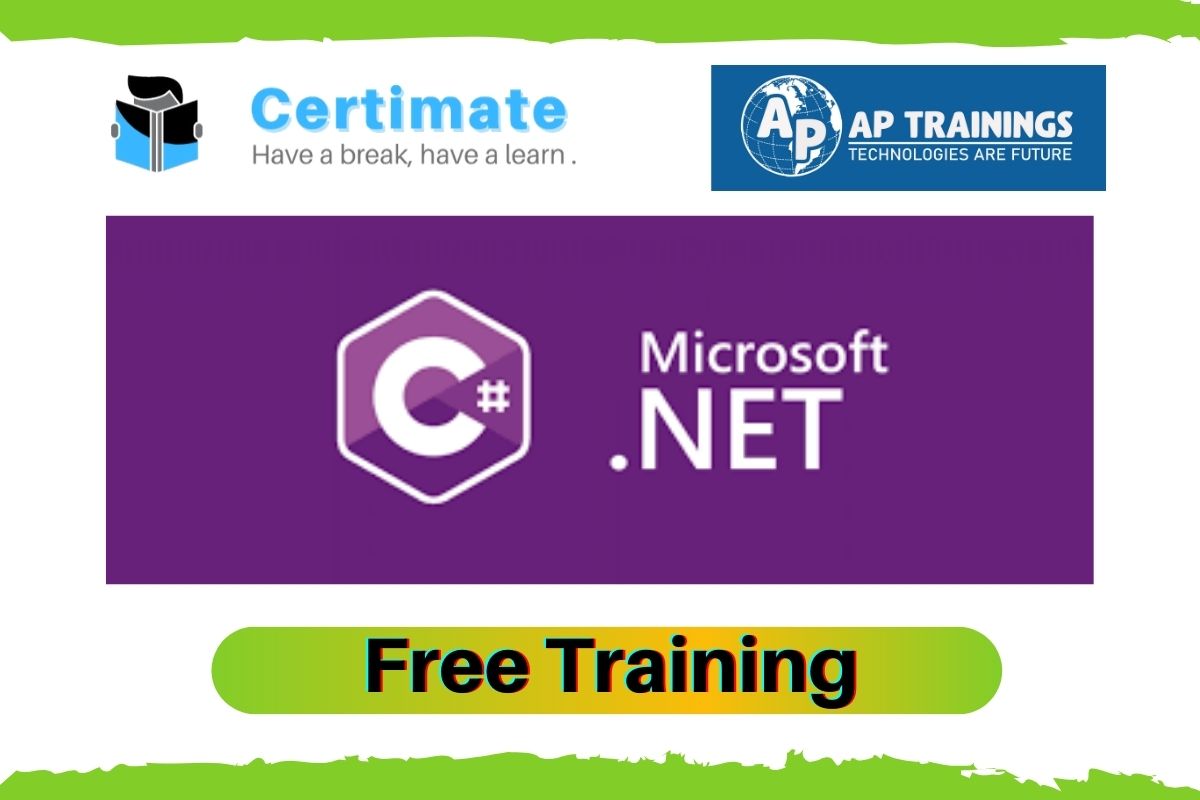 Certimate
Have a break, have a learn .
AP
AP TRAININGS
TECHNOLOGIES ARE FUTURE
C#
Microsoft
.NET
Free Training